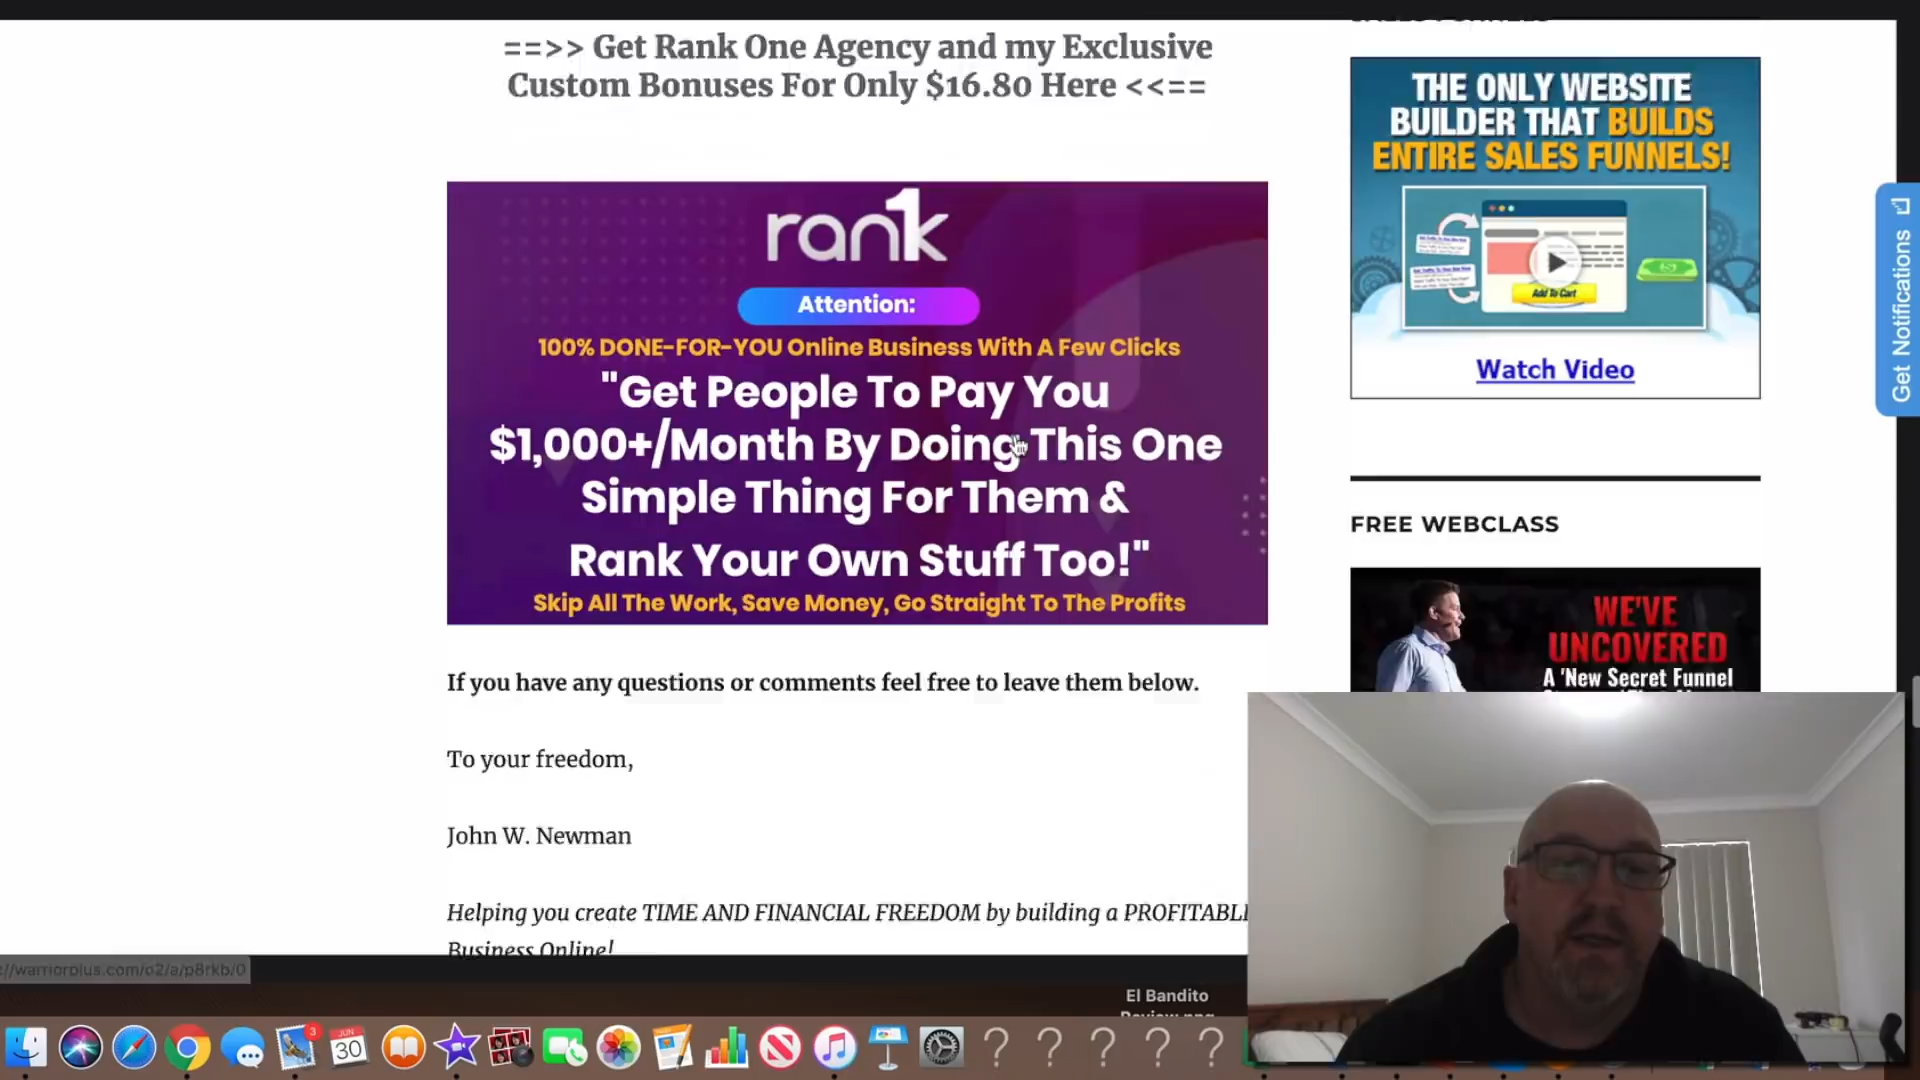 ==>> Get Rank One Agency and my Exclusive
Custom Bonuses For Only $16.80 Here <<==
rank1
Attention:
100% DONE-FOR-YOU Online Business With A Few Clicks
"Get People To Pay You
$1,000+/Month By Doing This One
Simple Thing For Them &
Rank Your Own Stuff Too!"
Skip All The Work, Save Money, Go Straight To The Profits
If you have any questions or comments feel free to leave them below.
To your freedom,
John W. Newman
Helping you create TIME AND FINANCIAL FREEDOM by building a PROFITABL
Business Online!
THE ONLY WEBSITE
BUILDER THAT BUILDS
ENTIRE SALES FUNNELS!
Add To Cart
Watch Video
FREE WEBCLASS
WE'VE
UNCOVERED
A 'New Secret Funnel
Get Notifications
//warriorplus.com/o2/a/p8rkb/0
El Bandito
Review.png
3
JUN
30